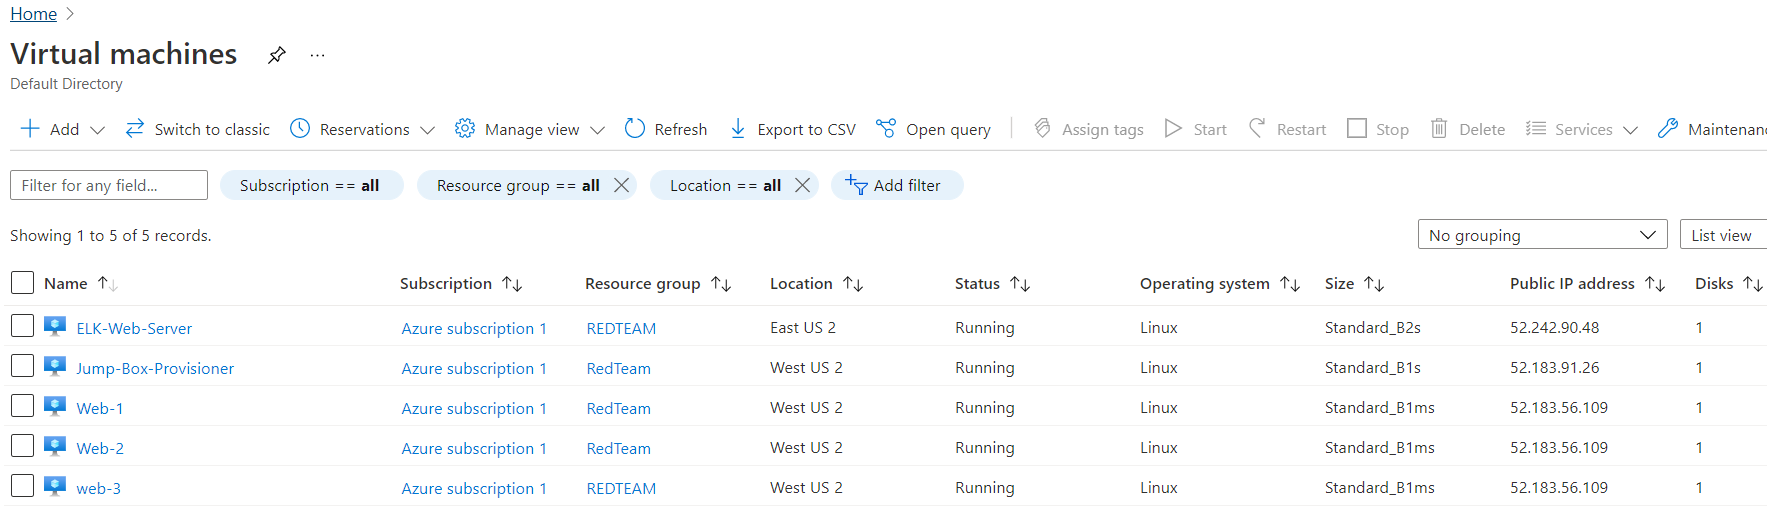 Home
Virtual machines
Default Directory
Add Switch to classic Reservations Manage view Refresh Export to CSV Open query Assign tags Start Restart Stop Delete Services Maintenanc
Filter for any field... Subscription == all Resource group == all Location == all Add filter
Showing 1 to 5 of 5 records. No grouping List view
Name Subscription Resource group Location Status Operating system Size Public IP address Disks
ELK-Web-Server Azure subscription 1 REDTEAM East US 2 Running Linux Standard_B2s 52.242.90.48 1
Jump-Box-Provisioner Azure subscription 1 RedTeam West US 2 Running Linux Standard_B1s 52.183.91.26 1
Web-1 Azure subscription 1 RedTeam West US 2 Running Linux Standard_B1ms 52.183.56.109 1
Web-2 Azure subscription 1 RedTeam West US 2 Running Linux Standard_B1ms 52.183.56.109 1
web-3 Azure subscription 1 REDTEAM West US 2 Running Linux Standard_B1ms 52.183.56.109 1